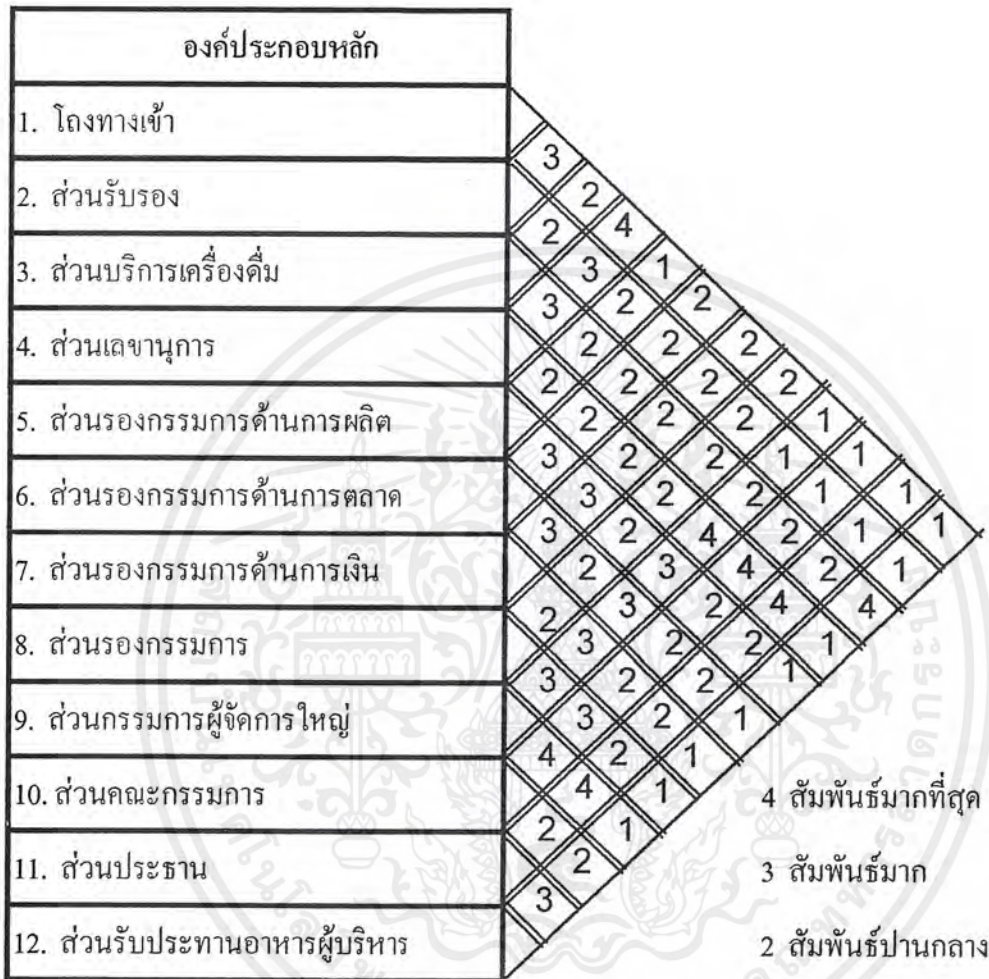 องค์ประกอบหลัก
1. โถงทางเข้า
3
2
2. ส่วนรับรอง
2 4
3. ส่วนบริการเครื่องดื่ม
3 1
3 2 2
4. ส่วนเลขานุการ
2 2 2
2 2 2 2
5. ส่วนรองกรรมการด้านการผลิต
2 2 2 1
3 2 2 1 1
6. ส่วนรองกรรมการด้านการตลาด
3 2 2 1 1
3 2 4 2 1 1
7. ส่วนรองกรรมการด้านการเงิน
2 3 4 2 1
2 3 2 4 4
8. ส่วนรองกรรมการ
3 2 2 1
3 2 2 1
9. ส่วนกรรมการผู้จัดการใหญ่
3 2 1
4 2 1
10. ส่วนคณะกรรมการ
4 1
4 สัมพันธ์มากที่สุด
2 1
11. ส่วนประธาน
2
3 สัมพันธ์มาก
3
12. ส่วนรับประทานอาหารผู้บริหาร
2 สัมพันธ์ปานกลาง